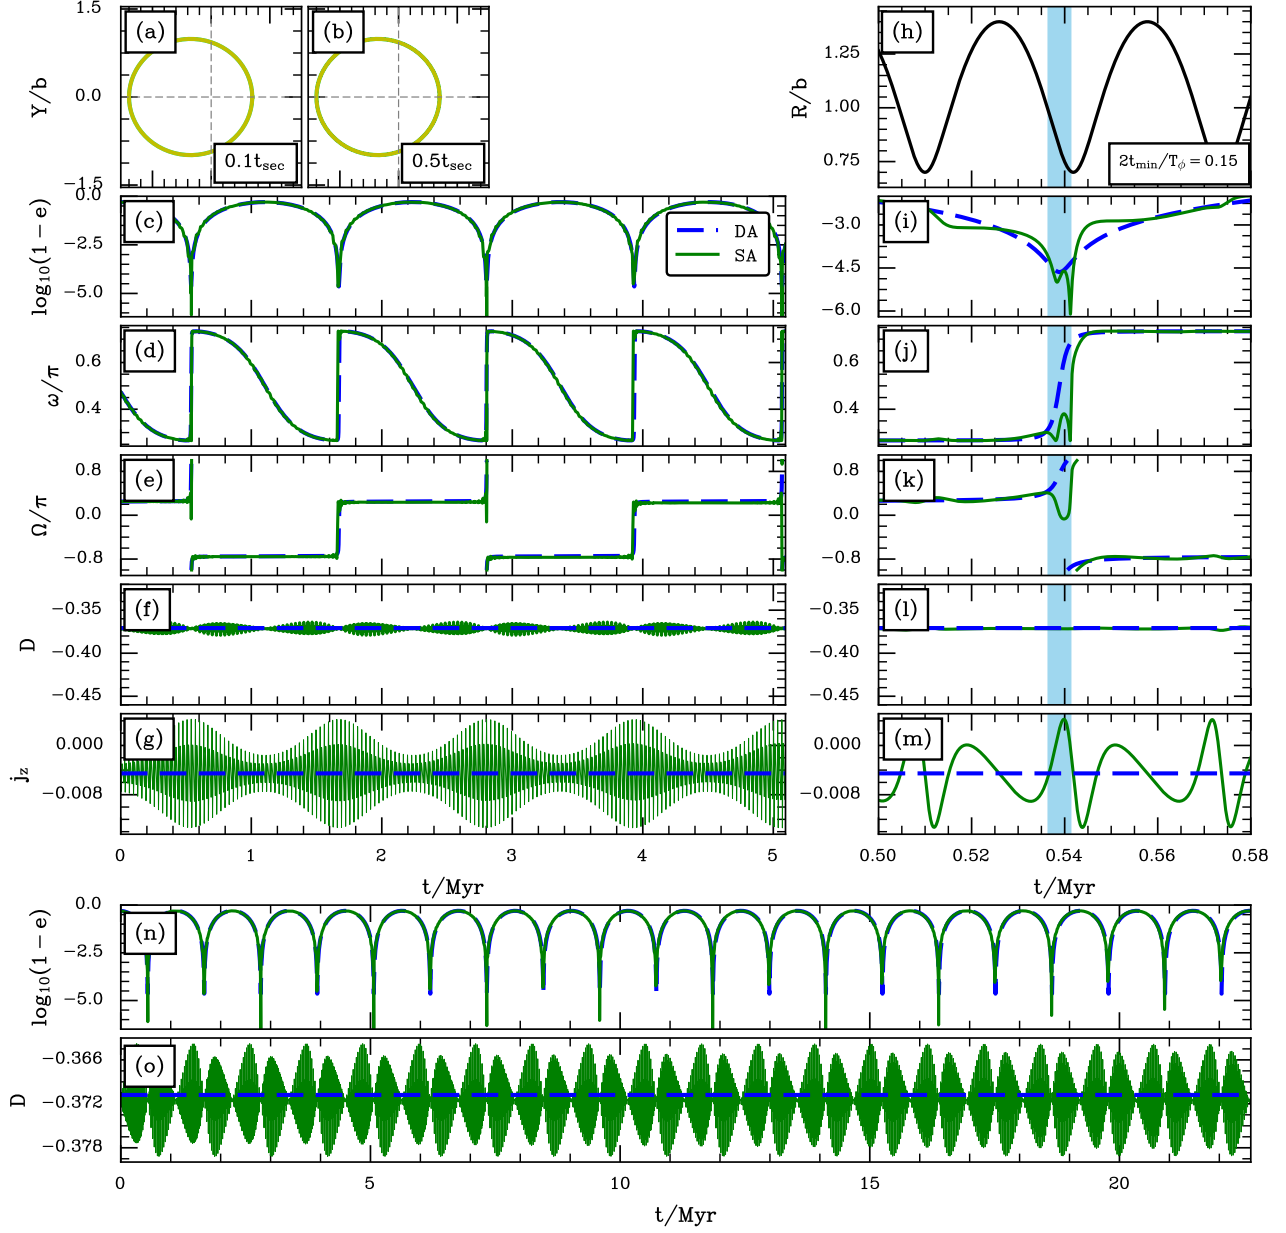 1.5
0.0
−1.5
Y/b
(a)
0.1t_sec
(b)
0.5t_sec
(h)
1.25
1.00
0.75
R/b
2t_min/T_ϕ = 0.15
0.0
−2.5
−5.0
log₁₀(1 − e)
(c)
DA
SA
(i)
−3.0
−4.5
−6.0
0.6
0.4
ω/π
(d)
(j)
0.6
0.4
0.8
0.0
−0.8
Ω/π
(e)
(k)
0.8
0.0
−0.8
−0.35
−0.40
−0.45
D
(f)
(l)
−0.35
−0.40
−0.45
0.000
−0.008
j_z
(g)
(m)
0.000
−0.008
0 1 2 3 4 5
t/Myr
0.50 0.52 0.54 0.56 0.58
t/Myr
0.0
−2.5
−5.0
log₁₀(1 − e)
(n)
−0.366
−0.372
−0.378
D
(o)
0 5 10 15 20
t/Myr